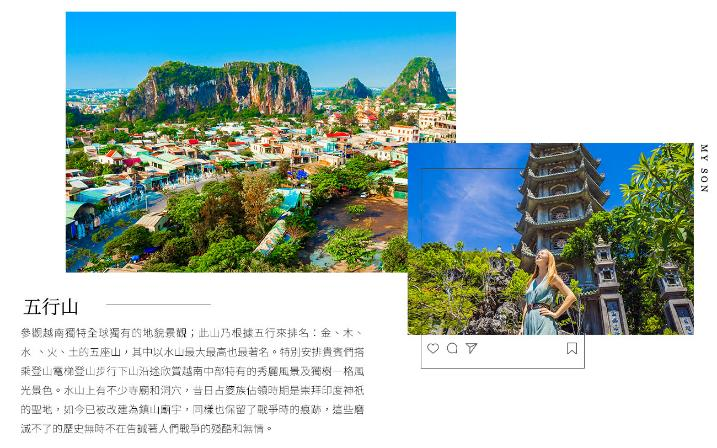 MY SON
五行山
參觀越南獨特全球獨有的地貌景觀；此山乃根據五行來排名：金、木、
水、火、土的五座山，其中以水山最大最高也最著名。特別安排貴賓們搭
乘登山電梯登山步行下山沿途欣賞越南中部特有的秀麗風景及獨樹一格風
光景色。水山上有不少寺廟和洞穴，昔日占婆族佔領時期是崇拜印度神祇
的聖地，如今已被改建為鎮山廟宇，同樣也保留了戰爭時的痕跡，這些磨
滅不了的歷史無時不在告誡著人們戰爭的殘酷和無情。